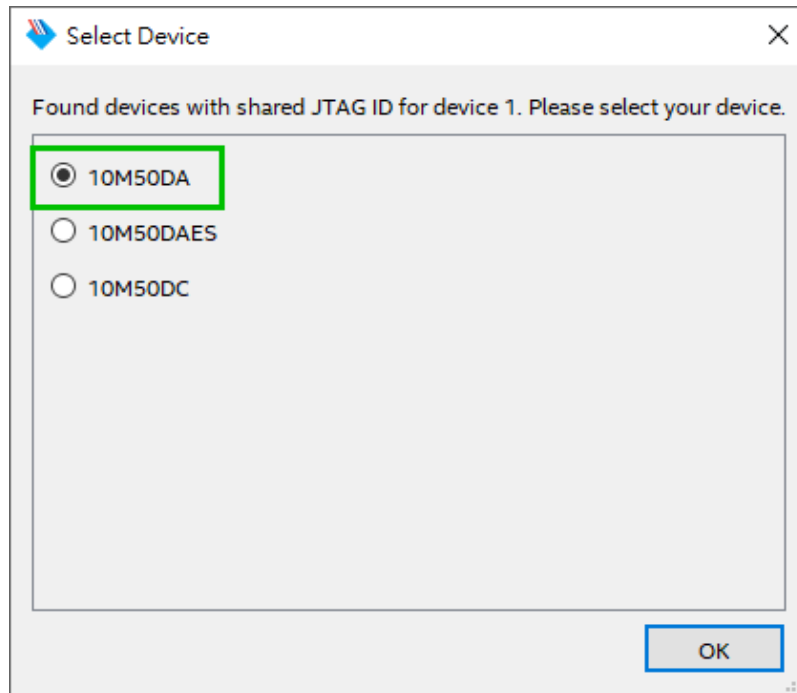 Select Device
Found devices with shared JTAG ID for device 1. Please select your device.
10M50DA
10M50DAES
10M50DC
OK